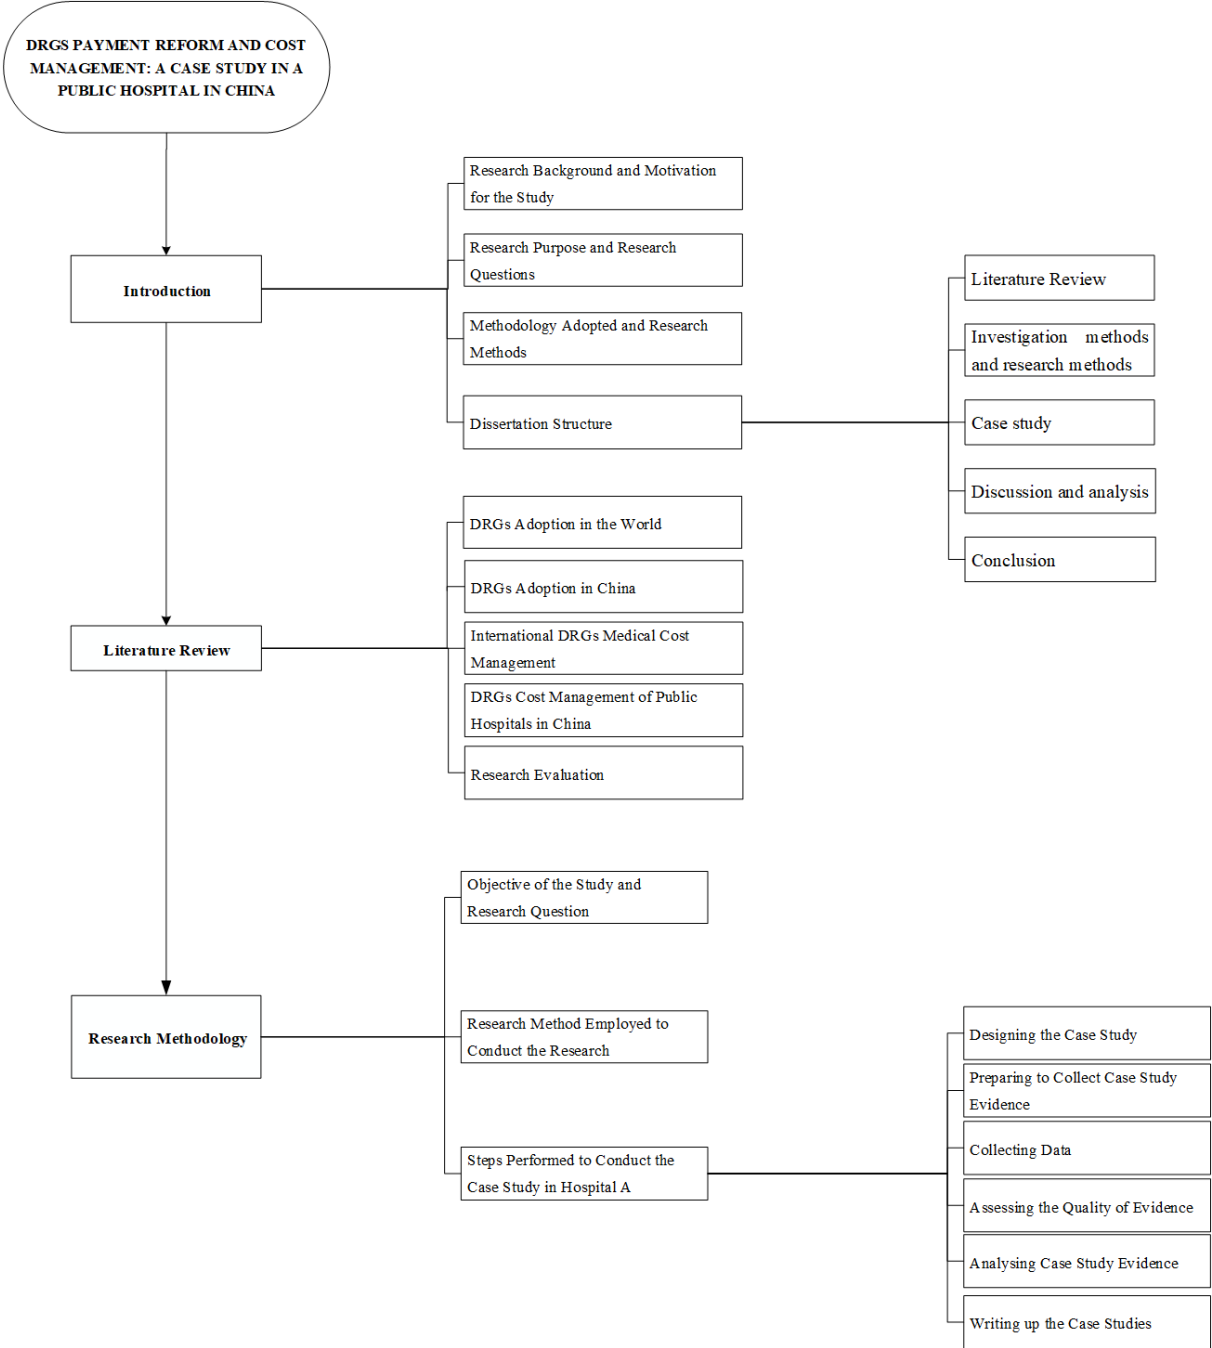 DRGS PAYMENT REFORM AND COST
MANAGEMENT: A CASE STUDY IN A
PUBLIC HOSPITAL IN CHINA
Introduction
Research Background and Motivation
for the Study
Research Purpose and Research
Questions
Methodology Adopted and Research
Methods
Dissertation Structure
Literature Review
Investigation methods
and research methods
Case study
Discussion and analysis
Conclusion
Literature Review
DRGs Adoption in the World
DRGs Adoption in China
International DRGs Medical Cost
Management
DRGs Cost Management of Public
Hospitals in China
Research Evaluation
Research Methodology
Objective of the Study and
Research Question
Research Method Employed to
Conduct the Research
Steps Performed to Conduct the
Case Study in Hospital A
Designing the Case Study
Preparing to Collect Case Study
Evidence
Collecting Data
Assessing the Quality of Evidence
Analysing Case Study Evidence
Writing up the Case Studies